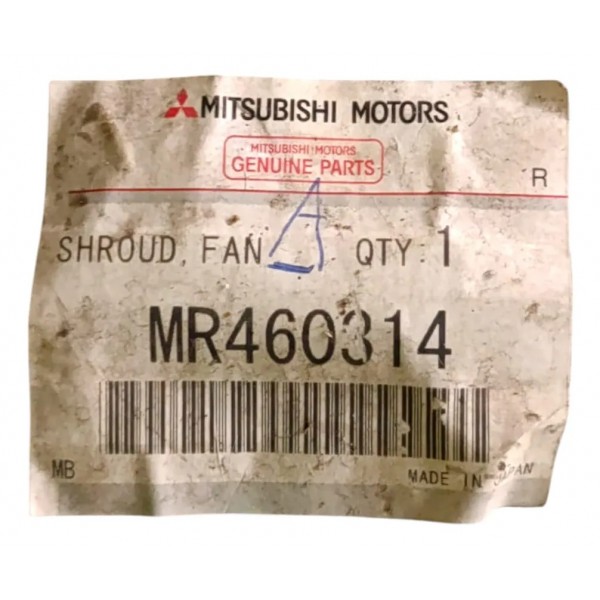 MITSUBISHI MOTORS
MITSUBISHI MOTORS
GENUINE PARTS
R
SHROUD, FAN A QTY: 1
MR460314
MB MADE IN JAPAN